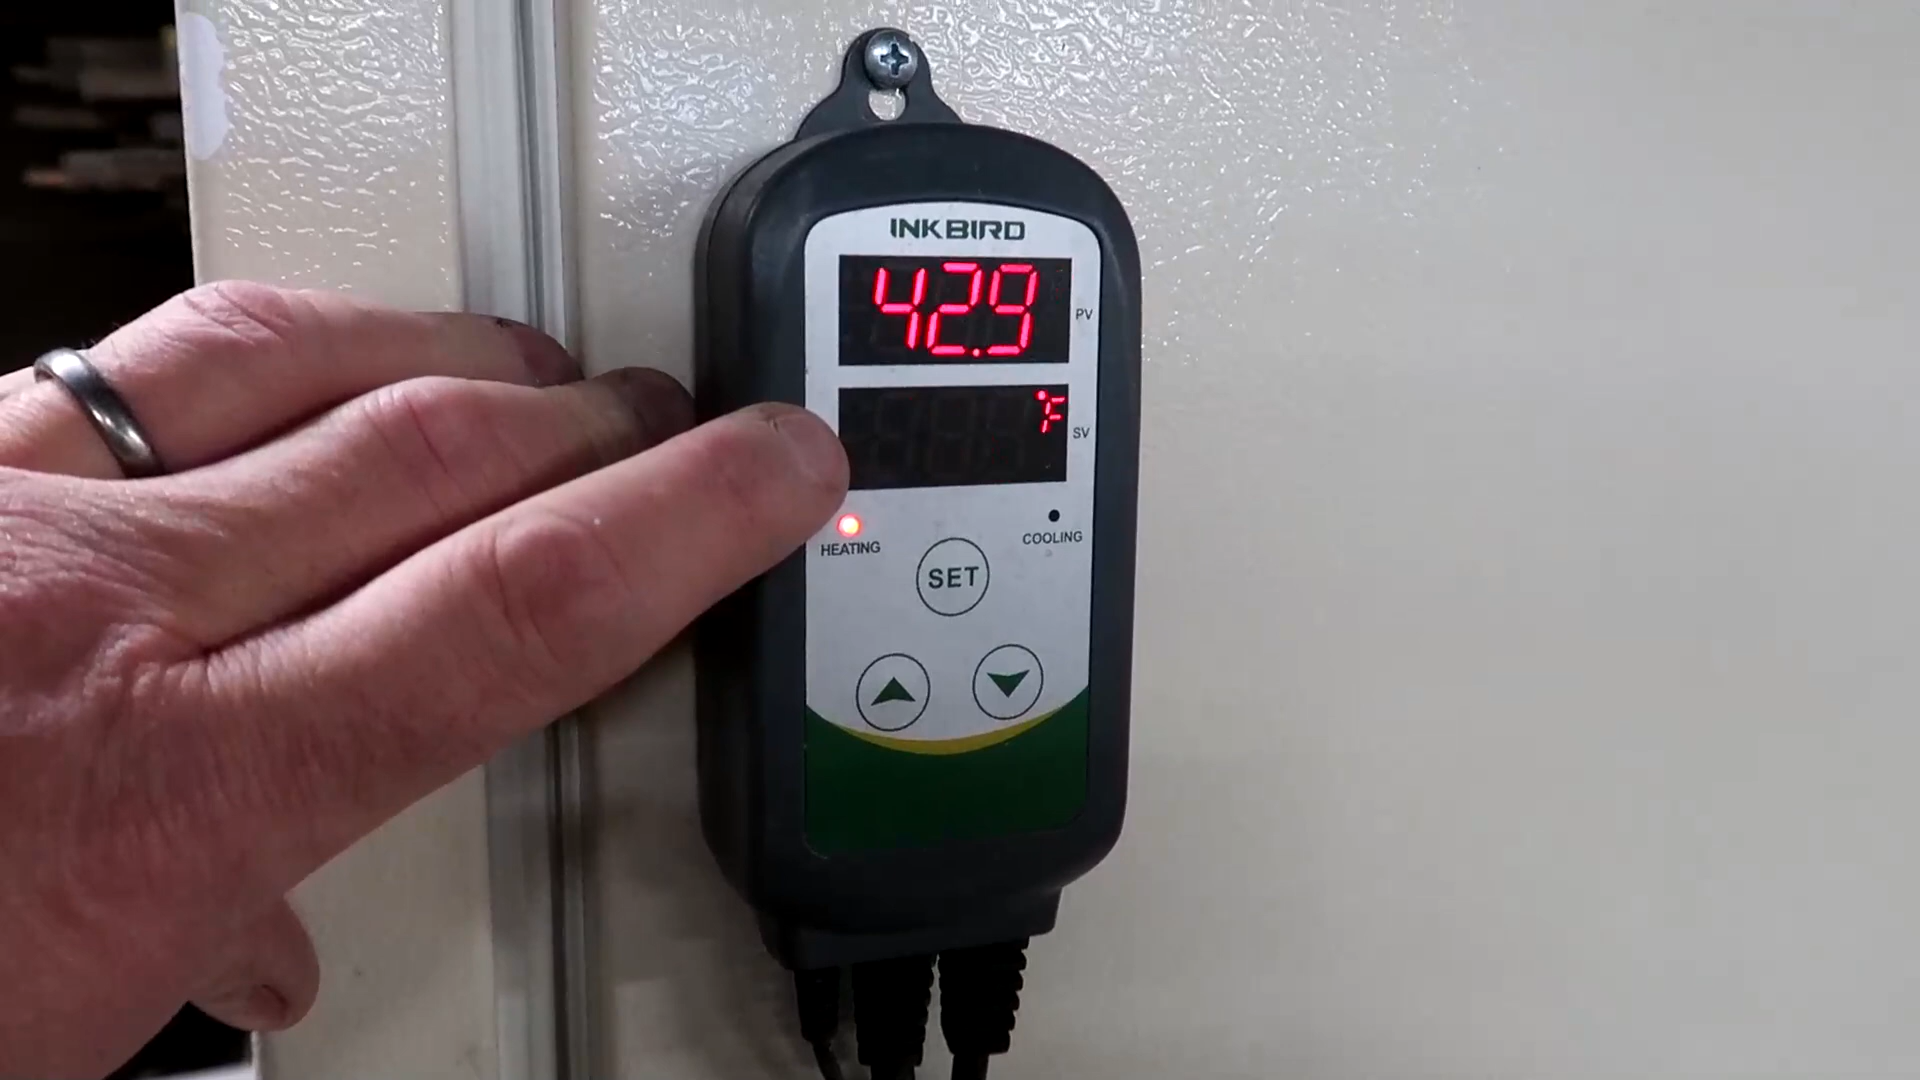 INKBIRD
42.9
PV
°F
SV
HEATING
COOLING
SET